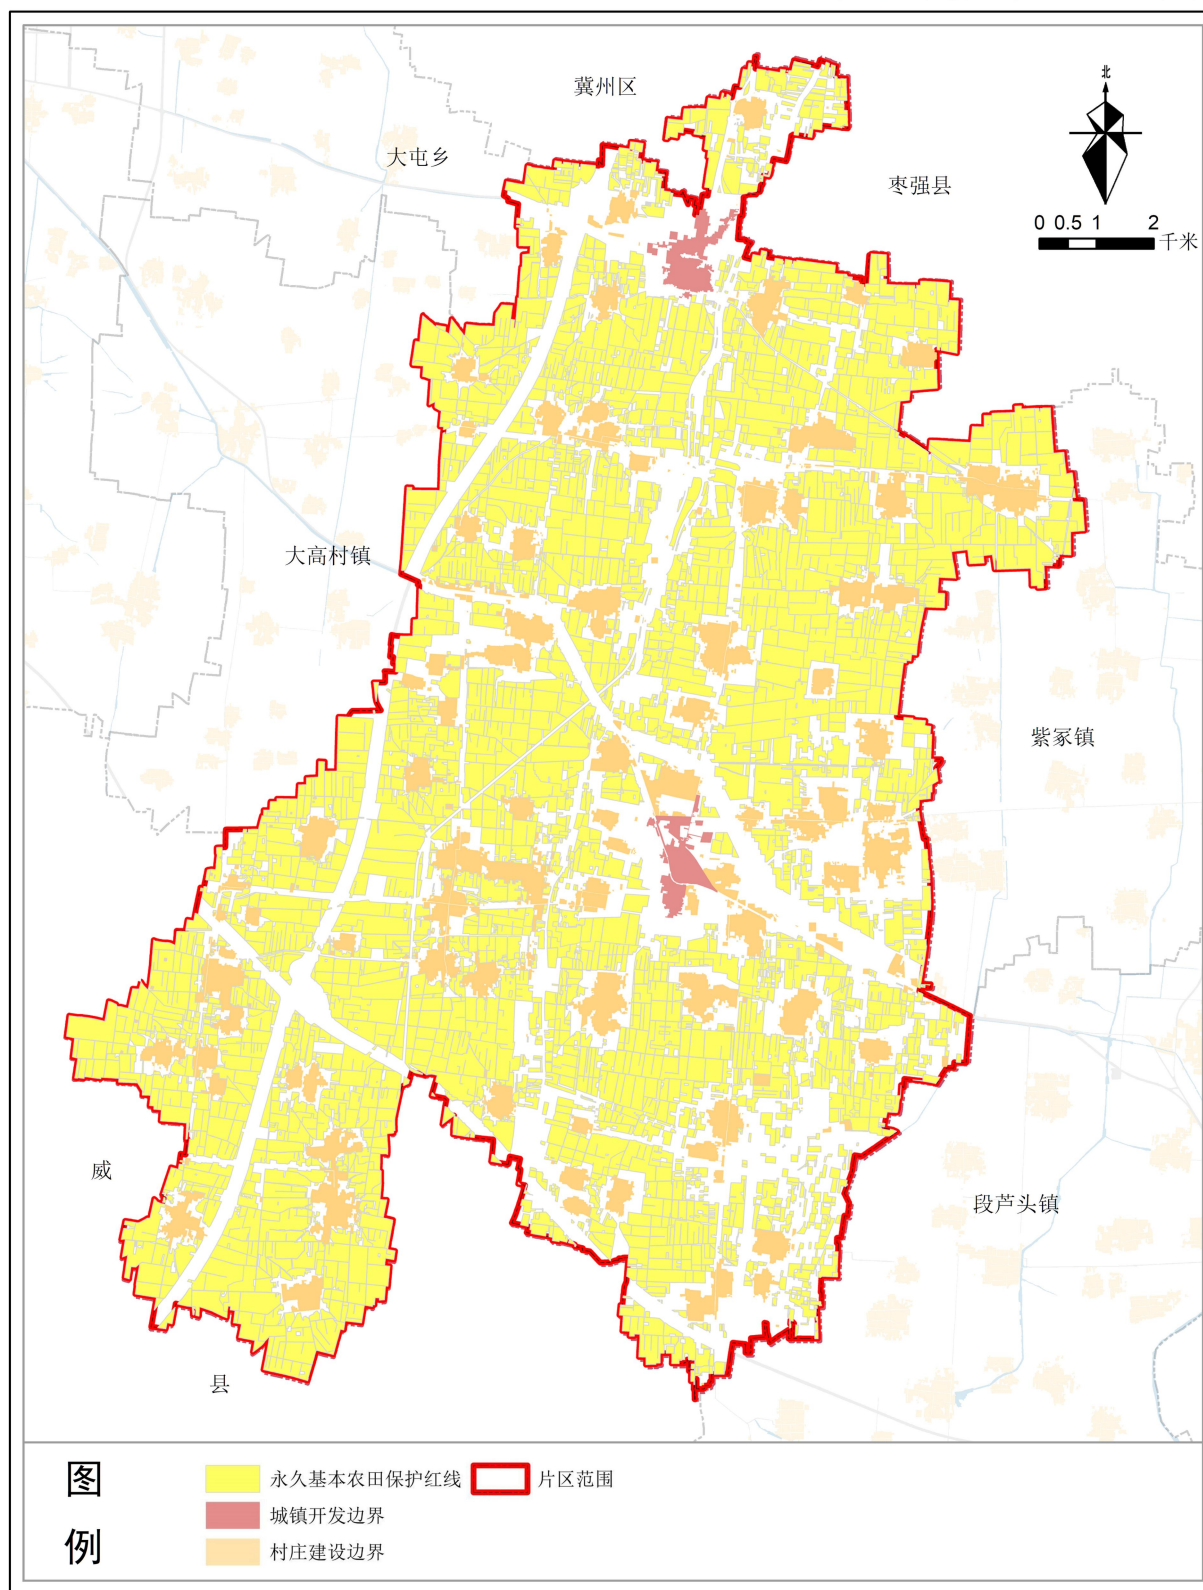 冀州区
北
大屯乡
枣强县
0 0.5 1 2
千米
大高村镇
紫冢镇
威
段芦头镇
县
图
例
永久基本农田保护红线
片区范围
城镇开发边界
村庄建设边界